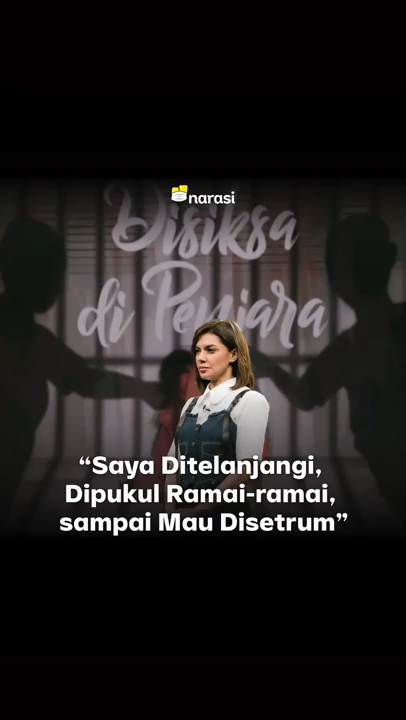 narasi
Disiksa
di Penjara
“Saya Ditelanjangi,
Dipukul Ramai-ramai,
sampai Mau Disetrum”